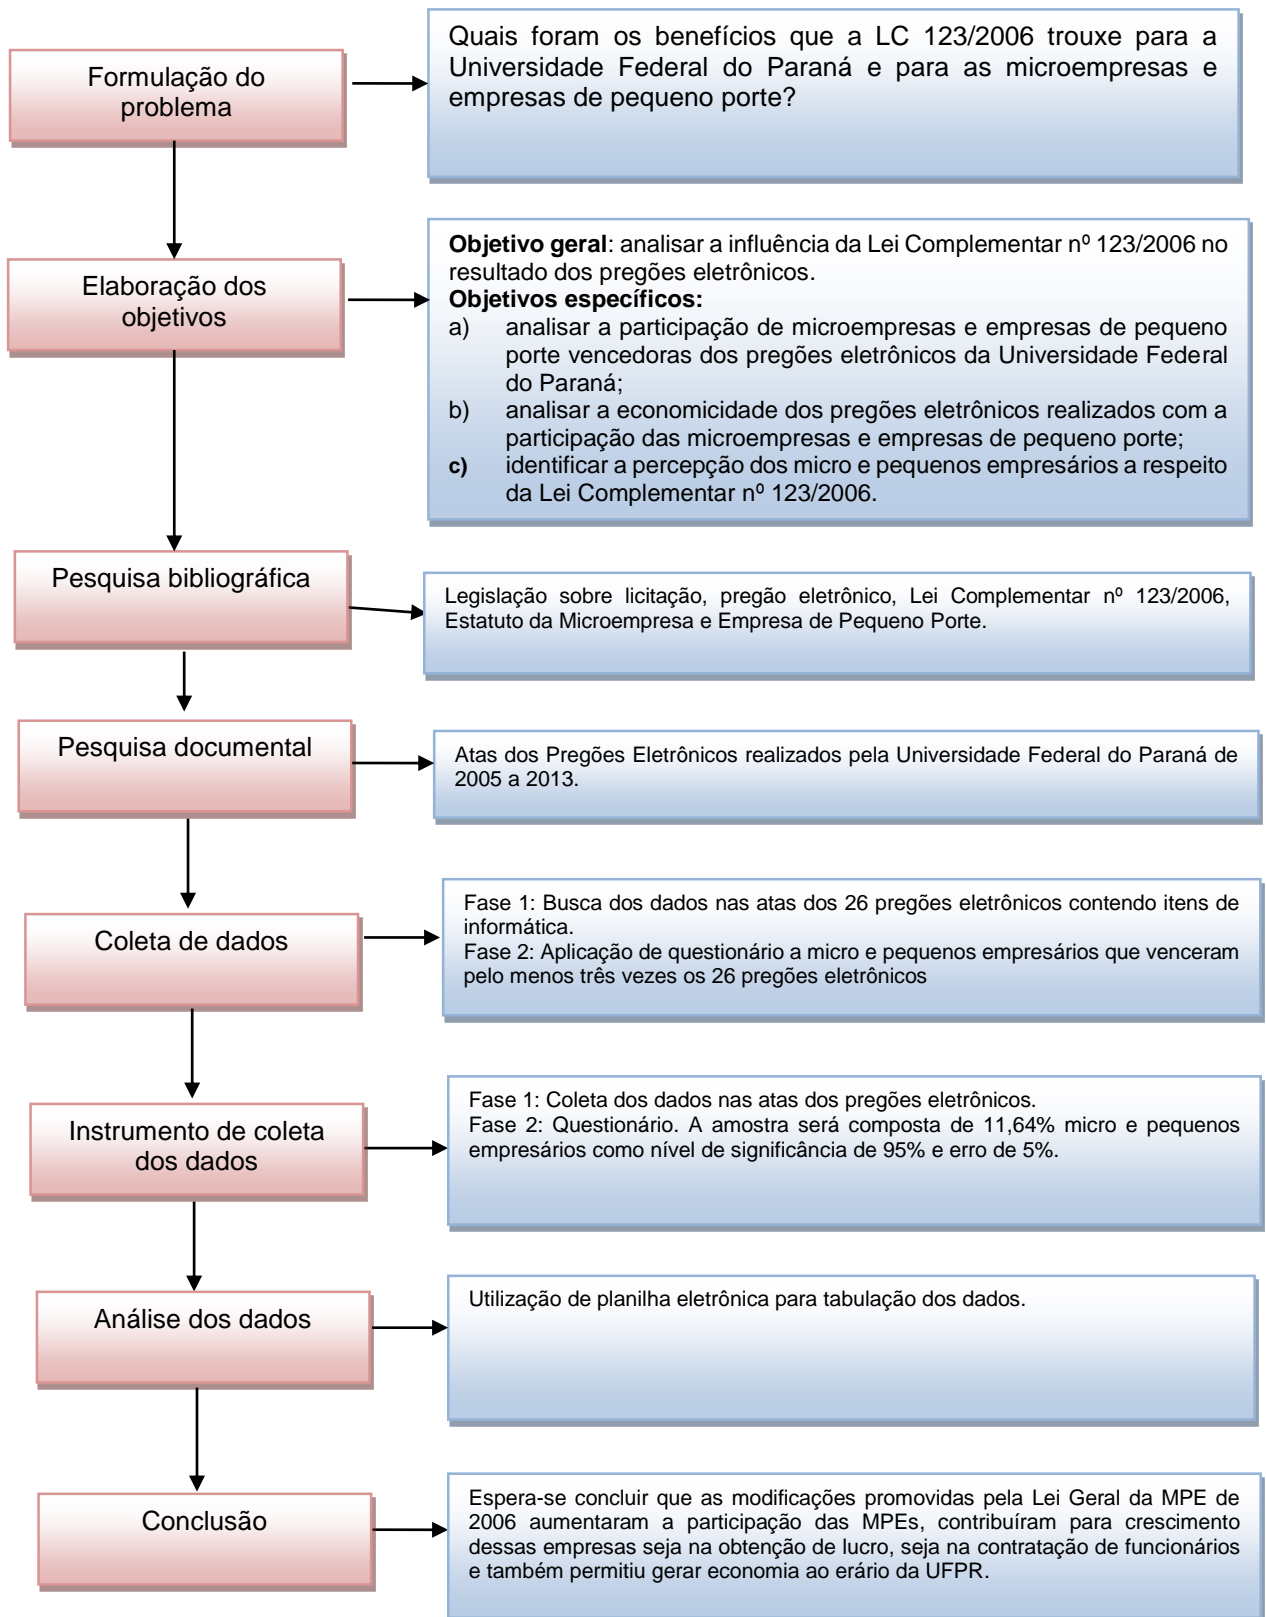 Formulação do
problema
Quais foram os benefícios que a LC 123/2006 trouxe para a
Universidade Federal do Paraná e para as microempresas e
empresas de pequeno porte?
Elaboração dos
objetivos
Objetivo geral: analisar a influência da Lei Complementar nº 123/2006 no
resultado dos pregões eletrônicos.
Objetivos específicos:
a) analisar a participação de microempresas e empresas de pequeno
porte vencedoras dos pregões eletrônicos da Universidade Federal
do Paraná;
b) analisar a economicidade dos pregões eletrônicos realizados com a
participação das microempresas e empresas de pequeno porte;
c) identificar a percepção dos micro e pequenos empresários a respeito
da Lei Complementar nº 123/2006.
Pesquisa bibliográfica
Legislação sobre licitação, pregão eletrônico, Lei Complementar nº 123/2006,
Estatuto da Microempresa e Empresa de Pequeno Porte.
Pesquisa documental
Atas dos Pregões Eletrônicos realizados pela Universidade Federal do Paraná de
2005 a 2013.
Coleta de dados
Fase 1: Busca dos dados nas atas dos 26 pregões eletrônicos contendo itens de
informática.
Fase 2: Aplicação de questionário a micro e pequenos empresários que venceram
pelo menos três vezes os 26 pregões eletrônicos
Instrumento de coleta
dos dados
Fase 1: Coleta dos dados nas atas dos pregões eletrônicos.
Fase 2: Questionário. A amostra será composta de 11,64% micro e pequenos
empresários como nível de significância de 95% e erro de 5%.
Análise dos dados
Utilização de planilha eletrônica para tabulação dos dados.
Conclusão
Espera-se concluir que as modificações promovidas pela Lei Geral da MPE de
2006 aumentaram a participação das MPEs, contribuíram para crescimento
dessas empresas seja na obtenção de lucro, seja na contratação de funcionários
e também permitiu gerar economia ao erário da UFPR.